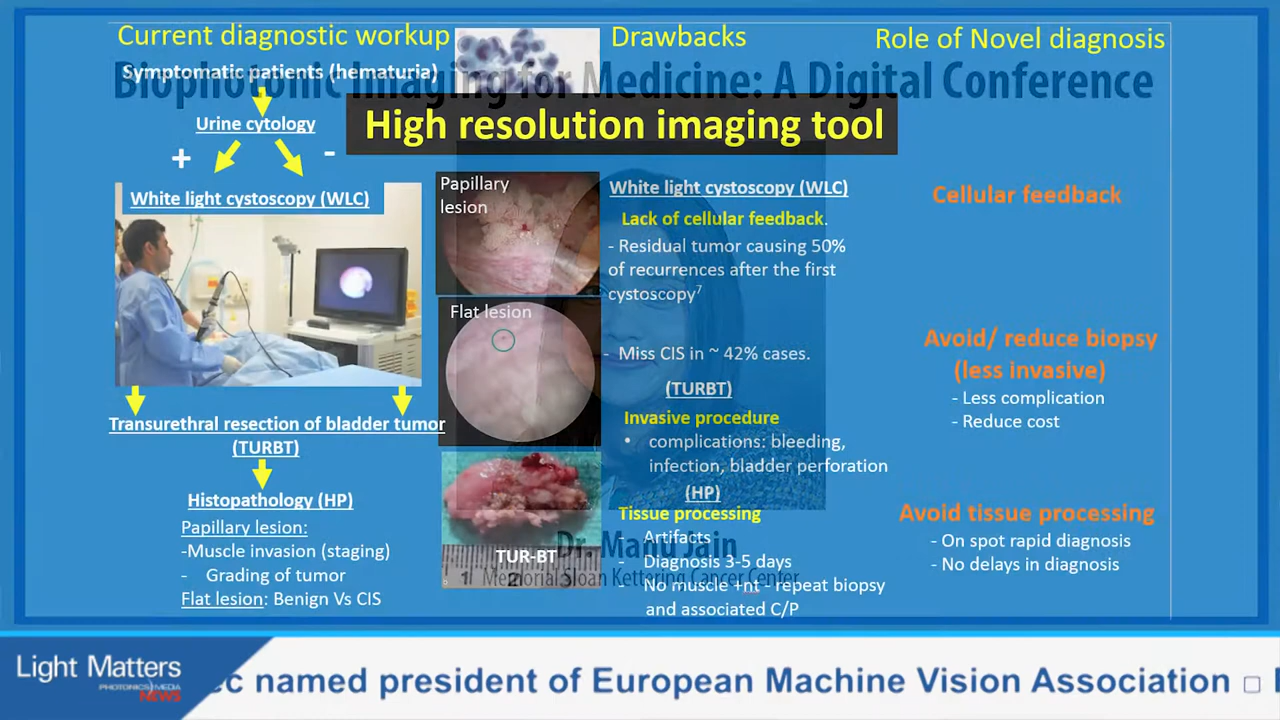 Current diagnostic workup
Symptomatic patients (hematuria)
Urine cytology
+ -
White light cystoscopy (WLC)
Transurethral resection of bladder tumor
(TURBT)
Histopathology (HP)
Papillary lesion:
-Muscle invasion (staging)
- Grading of tumor
Flat lesion: Benign Vs CIS
Biophotonic Imaging for Medicine: A Digital Conference
High resolution imaging tool
Papillary
lesion
Flat lesion
TUR-BT
1 2 3
Drawbacks
White light cystoscopy (WLC)
Lack of cellular feedback.
- Residual tumor causing 50%
of recurrences after the first
cystoscopy7
- Miss CIS in ~ 42% cases.
(TURBT)
Invasive procedure
• complications: bleeding,
infection, bladder perforation
(HP)
Tissue processing
- Artifacts
- Diagnosis 3-5 days
- No muscle +nt - repeat biopsy
and associated C/P
Dr. Manu Jain
Memorial Sloan Kettering Cancer Center
Role of Novel diagnosis
Cellular feedback
Avoid/ reduce biopsy
(less invasive)
- Less complication
- Reduce cost
Avoid tissue processing
- On spot rapid diagnosis
- No delays in diagnosis
Light Matters
PHOTONICS MEDIA
NEWS
ec named president of European Machine Vision Association